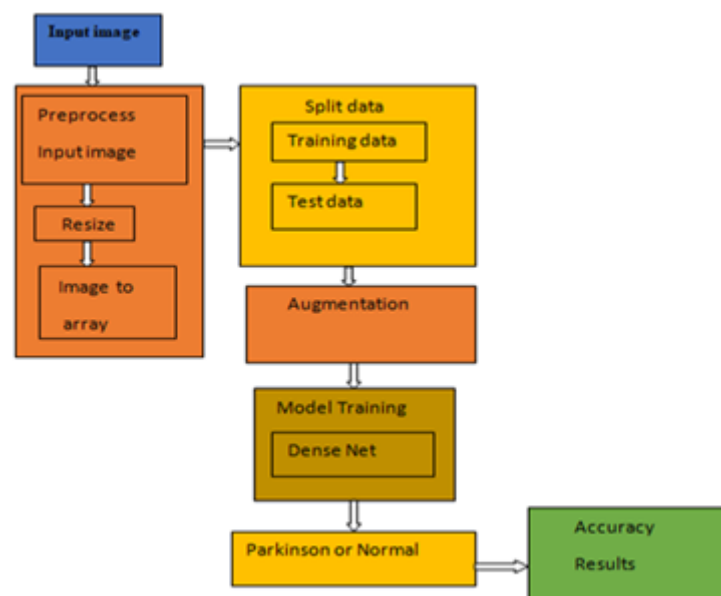 Input image
Preprocess
Input image
Resize
Image to
array
Split data
Training data
Test data
Augmentation
Model Training
Dense Net
Parkinson or Normal
Accuracy
Results